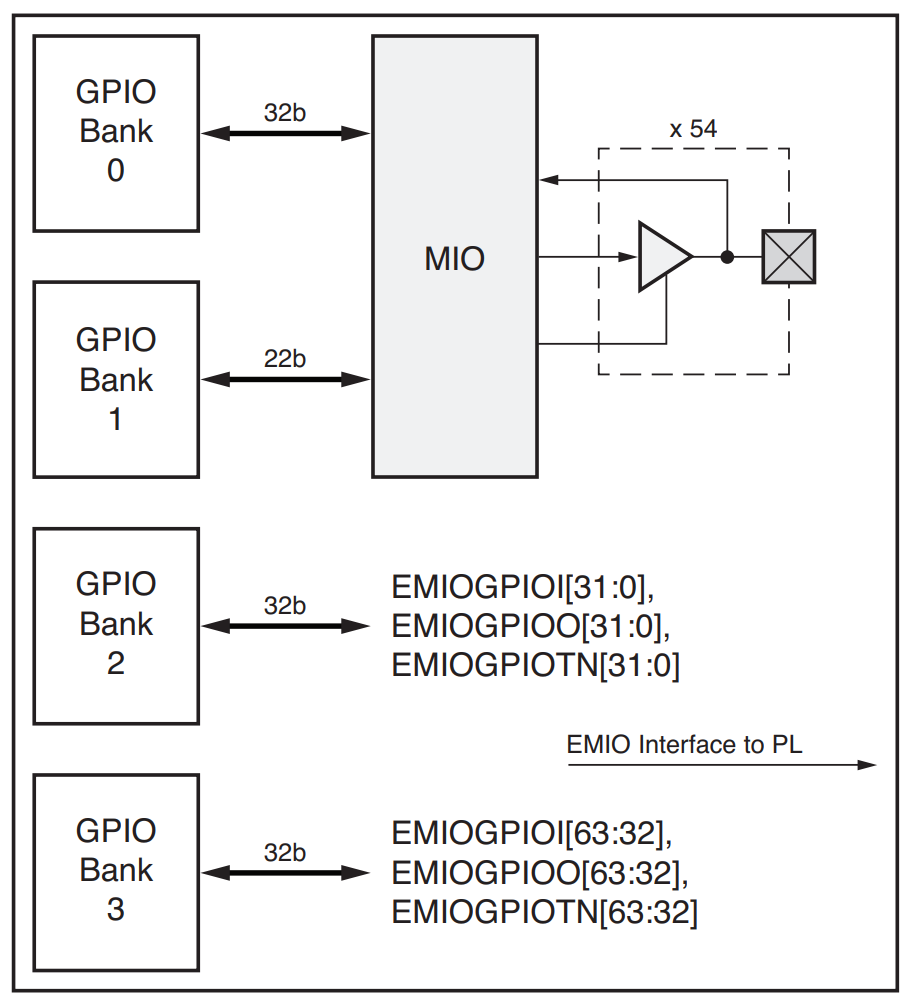 GPIO
Bank
0
32b
MIO
x 54
GPIO
Bank
1
22b
GPIO
Bank
2
32b
EMIOGPIOI[31:0],
EMIOGPIOO[31:0],
EMIOGPIOTN[31:0]
EMIO Interface to PL
GPIO
Bank
3
32b
EMIOGPIOI[63:32],
EMIOGPIOO[63:32],
EMIOGPIOTN[63:32]